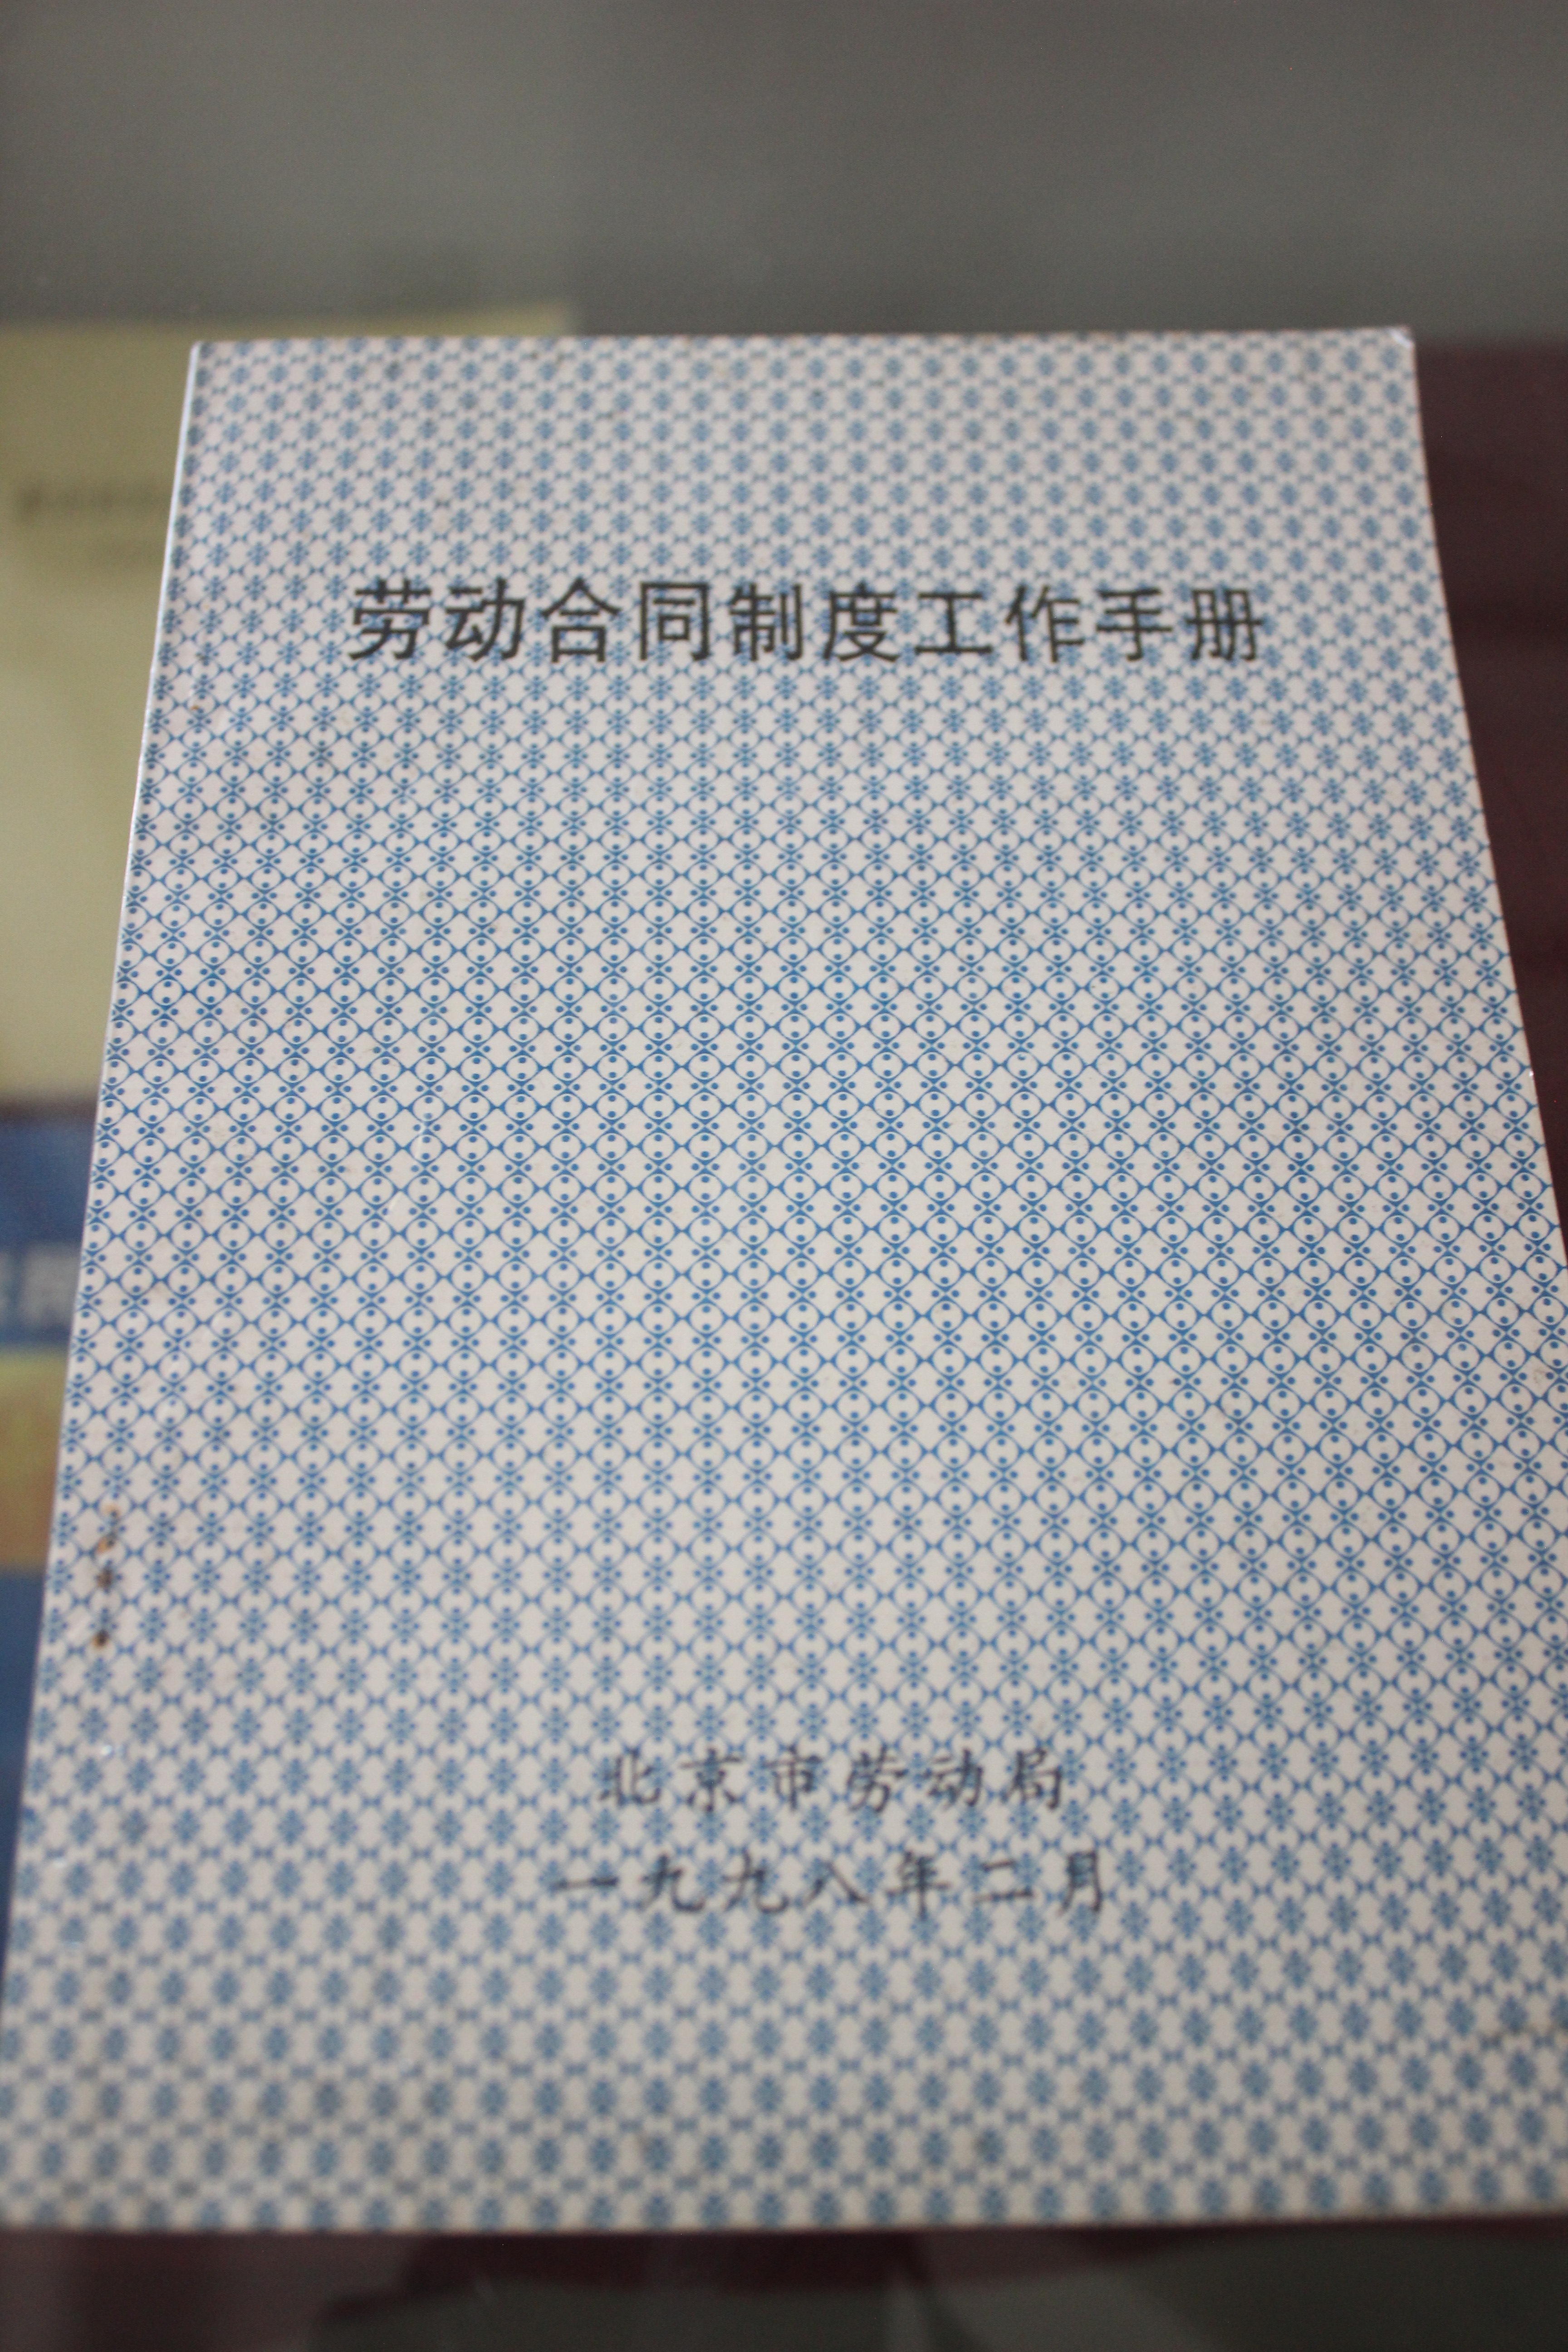 劳动合同制度工作手册
北京市劳动局
一九九八年二月